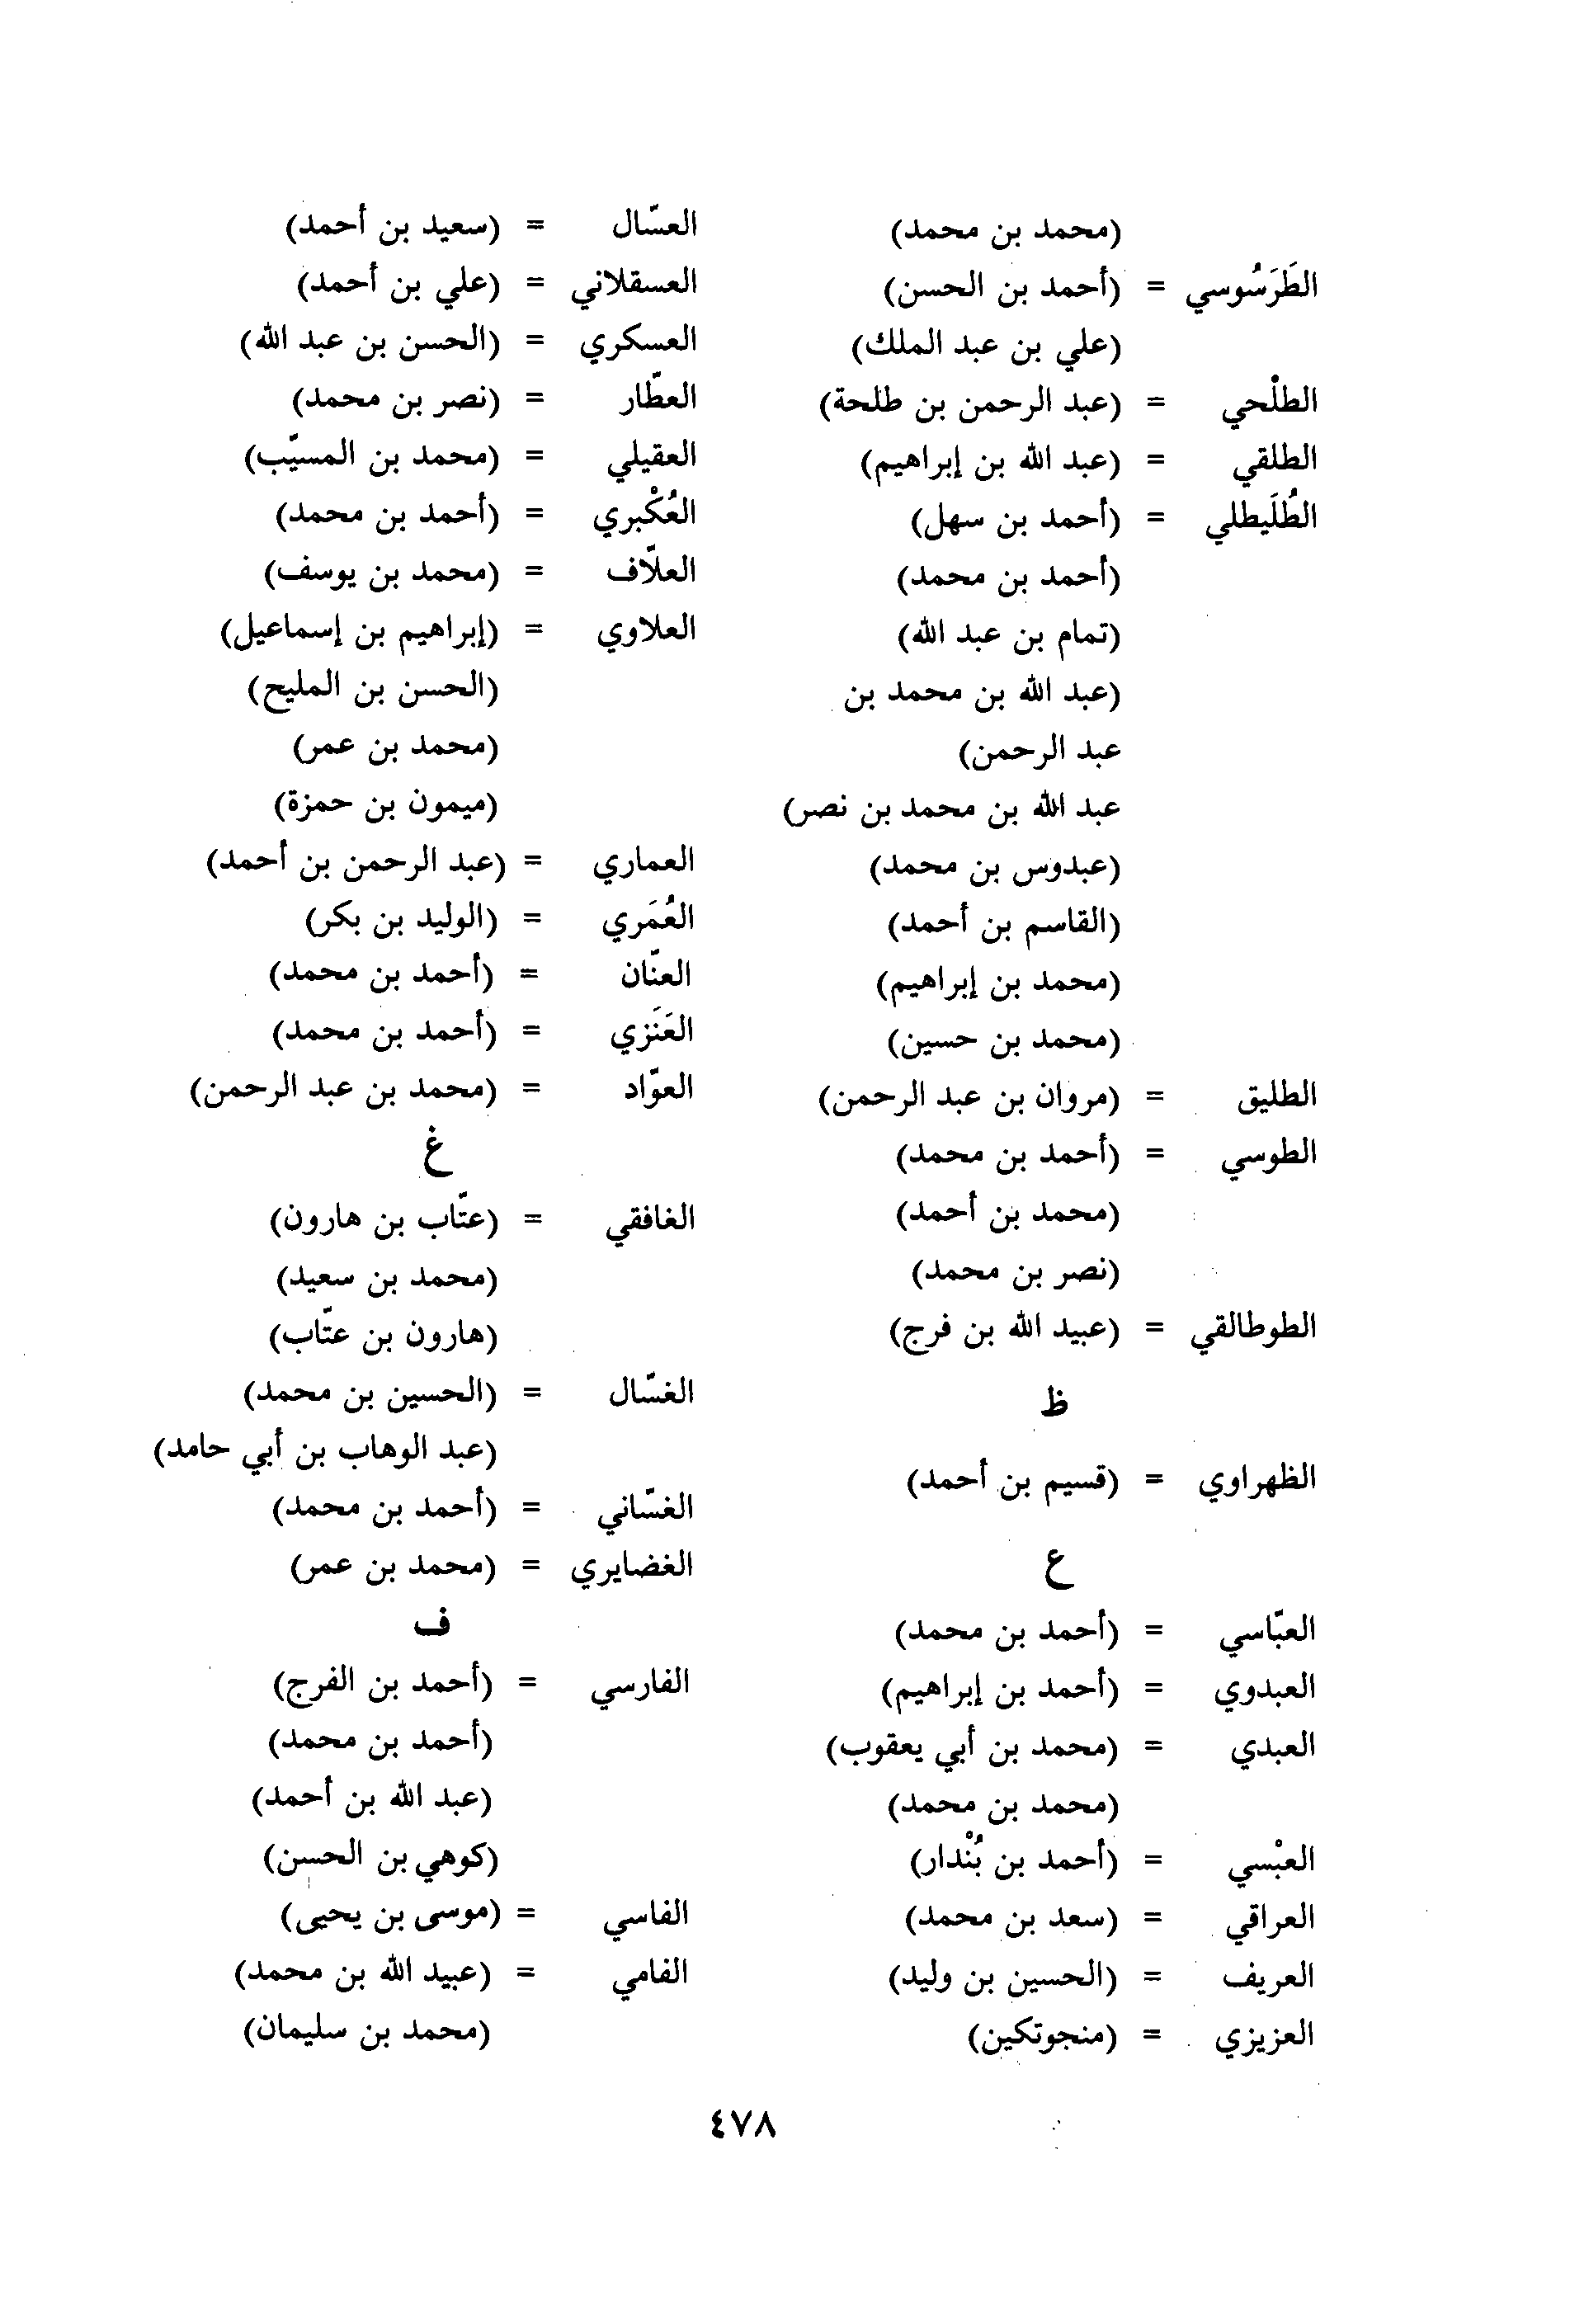 (محمد بن محمد)
الطَرَسُوسي = (أحمد بن الحسن)
(علي بن عبد الملك)
الطلْحي = (عبد الرحمن بن طلحة)
الطلقي = (عبد الله بن إبراهيم)
الطُلَيطلي = (أحمد بن سهل)
(أحمد بن محمد)
(تمام بن عبد الله)
(عبد الله بن محمد بن
عبد الرحمن)
عبد الله بن محمد بن نصر)
(عبدوس بن محمد)
(القاسم بن أحمد)
(محمد بن إبراهيم)
(محمد بن حسين)
الطليق = (مروان بن عبد الرحمن)
الطوسي = (أحمد بن محمد)
(محمد بن أحمد)
(نصر بن محمد)
الطوطالقي = (عبيد الله بن فرج)
ظ
الظهراوي = (قسيم بن أحمد)
ع
العبّاسي = (أحمد بن محمد)
العبدوي = (أحمد بن إبراهيم)
العبدي = (محمد بن أبي يعقوب)
(محمد بن محمد)
العبْسي = (أحمد بن بُنْدار)
العراقي = (سعد بن محمد)
العريف = (الحسين بن وليد)
العزيزي = (منجوتكين)
العسّال = (سعيد بن أحمد)
العسقلاني = (علي بن أحمد)
العسكري = (الحسن بن عبد الله)
العطّار = (نصر بن محمد)
العقيلي = (محمد بن المسيّب)
العُكْبري = (أحمد بن محمد)
العلّاف = (محمد بن يوسف)
العلاوي = (إبراهيم بن إسماعيل)
(الحسن بن المليح)
(محمد بن عمر)
(ميمون بن حمزة)
العماري = (عبد الرحمن بن أحمد)
العُمَري = (الوليد بن بكر)
العنّان = (أحمد بن محمد)
العَنَزي = (أحمد بن محمد)
العوّاد = (محمد بن عبد الرحمن)
غ
الغافقي = (عتّاب بن هارون)
(محمد بن سعيد)
(هارون بن عتّاب)
الغسّال = (الحسين بن محمد)
(عبد الوهاب بن أبي حامد)
الغسّاني = (أحمد بن محمد)
الغضايري = (محمد بن عمر)
ف
الفارسي = (أحمد بن الفرج)
(أحمد بن محمد)
(عبد الله بن أحمد)
(كوهي بن الحسن)
الفاسي = (موسى بن يحيى)
الفامي = (عبيد الله بن محمد)
(محمد بن سليمان)
٤٧٨